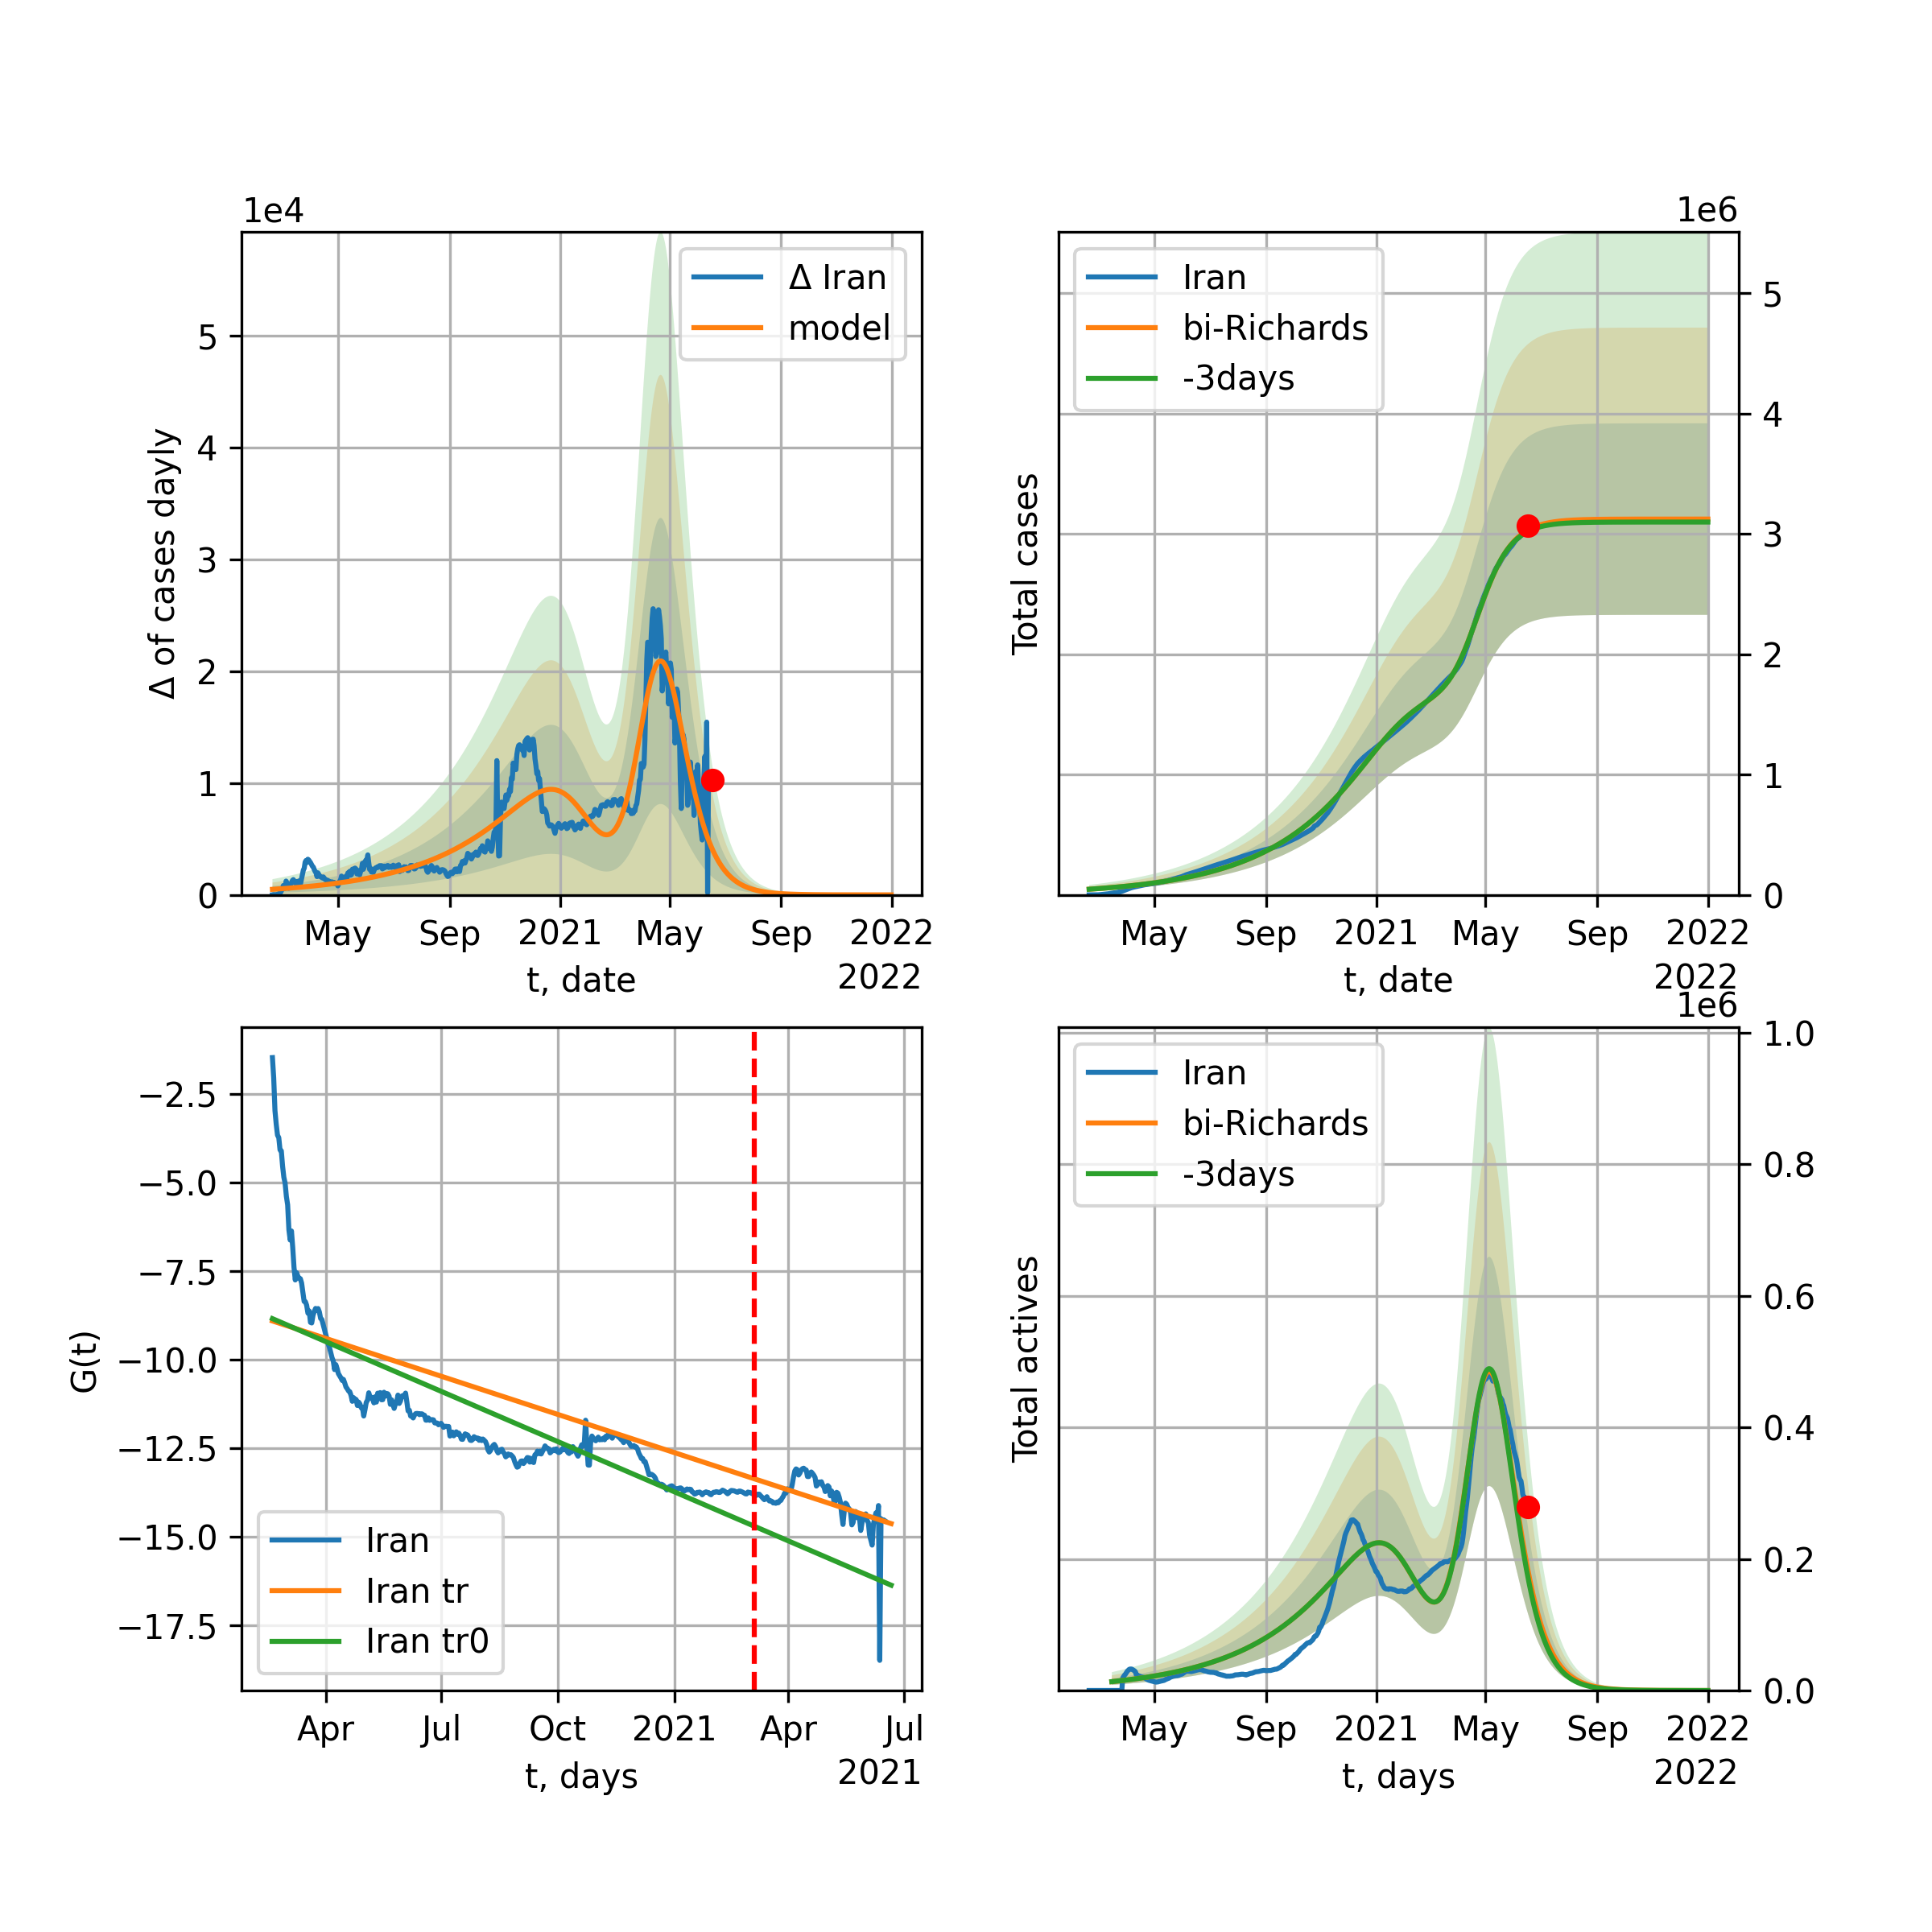 1e4
Δ Iran
model
5
4
3
2
1
0
Δ of cases dayly
May
Sep
2021
May
Sep
2022
t, date
2022
1e6
Iran
bi-Richards
-3days
5
4
3
2
1
0
Total cases
May
Sep
2021
May
Sep
2022
t, date
2022
−2.5
−5.0
−7.5
−10.0
−12.5
−15.0
−17.5
G(t)
Iran
Iran tr
Iran tr0
Apr
Jul
Oct
2021
Apr
Jul
t, days
2021
1e6
Iran
bi-Richards
-3days
1.0
0.8
0.6
0.4
0.2
0.0
Total actives
May
Sep
2021
May
Sep
2022
t, days
2022